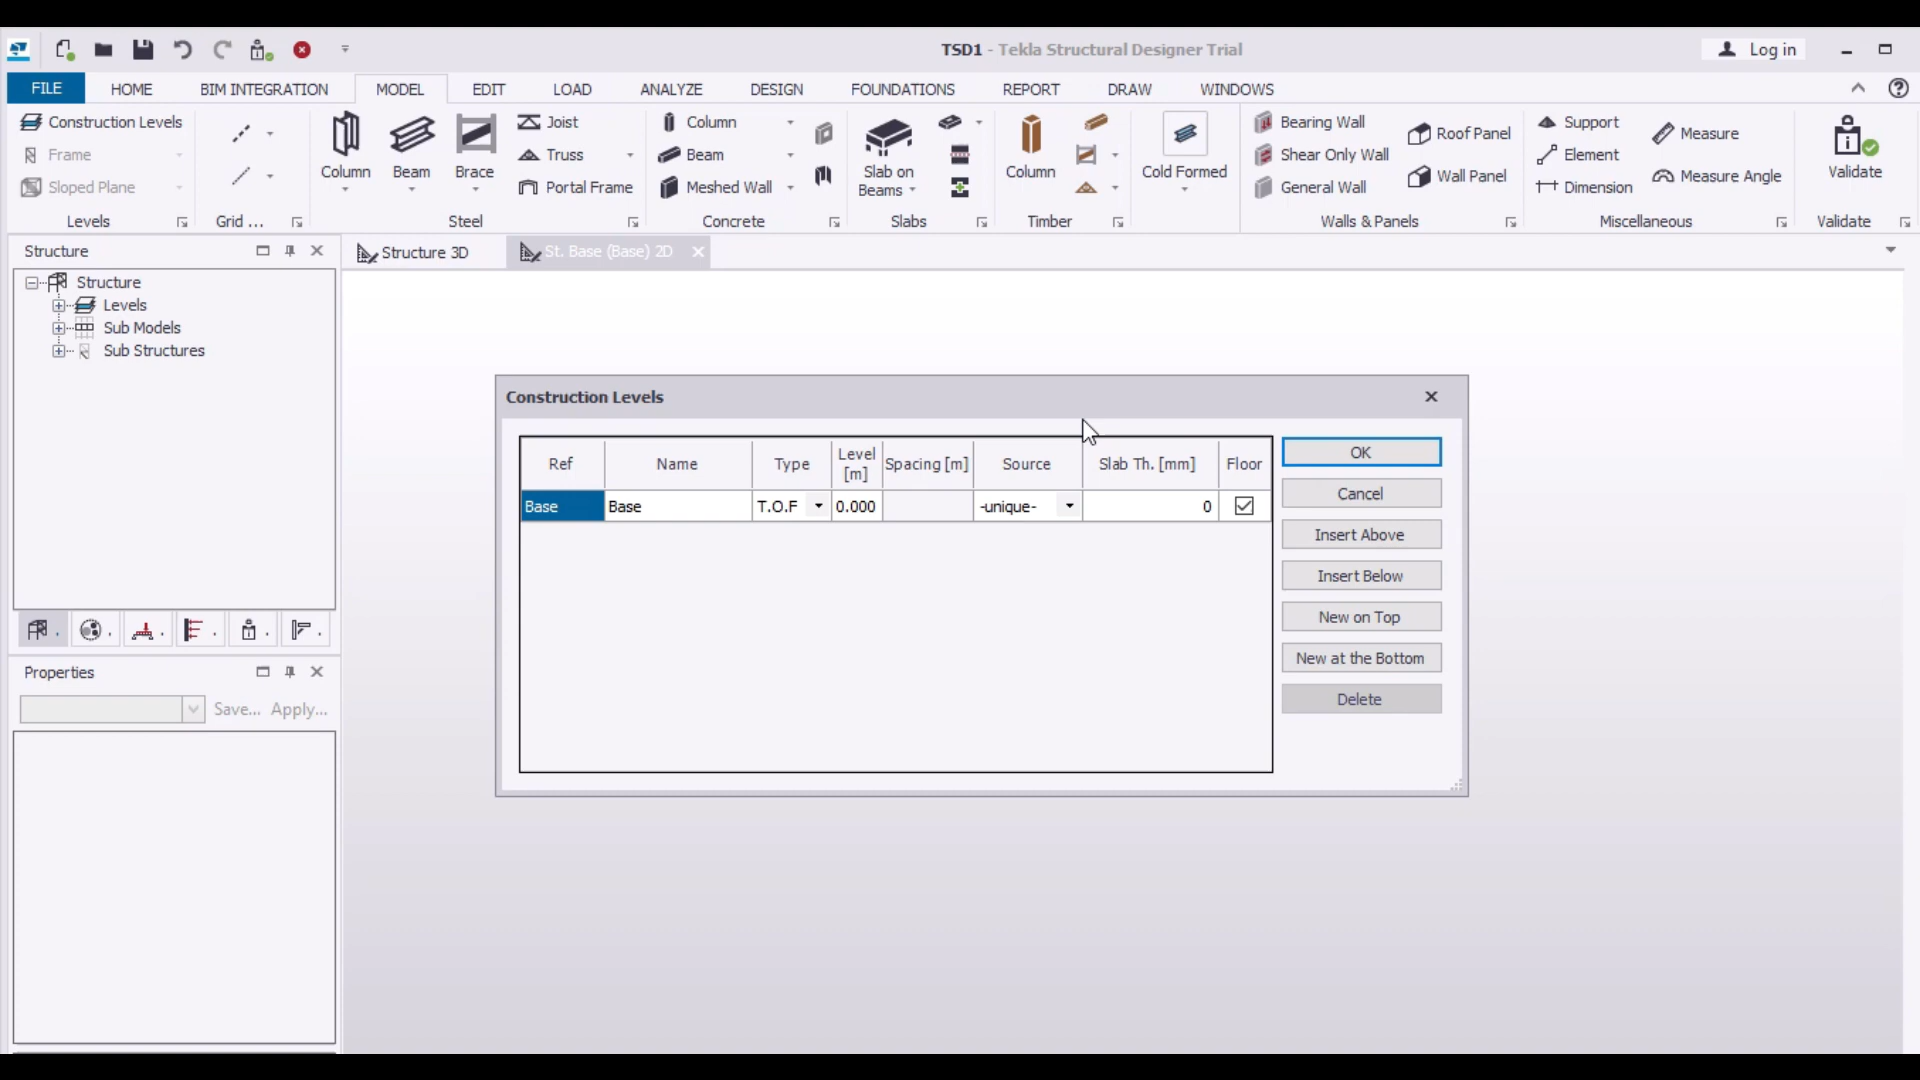 TSD1 - Tekla Structural Designer Trial
Log in
FILE HOME BIM INTEGRATION MODEL EDIT LOAD ANALYZE DESIGN FOUNDATIONS REPORT DRAW WINDOWS
Construction Levels
Frame
Sloped Plane
Levels
Grid ...
Column
Beam
Brace
Joist
Truss
Portal Frame
Steel
Column
Beam
Meshed Wall
Concrete
Slab on
Beams
Slabs
Column
Timber
Cold Formed
Bearing Wall
Shear Only Wall
General Wall
Roof Panel
Wall Panel
Walls & Panels
Support
Element
Dimension
Measure
Measure Angle
Miscellaneous
Validate
Validate
Structure
Structure 3D
St. Base (Base) 2D
Structure
Levels
Sub Models
Sub Structures
Properties
Save... Apply...
Construction Levels
Ref Name Type Level [m] Spacing [m] Source Slab Th. [mm] Floor
Base Base T.O.F 0.000 -unique- 0
OK
Cancel
Insert Above
Insert Below
New on Top
New at the Bottom
Delete